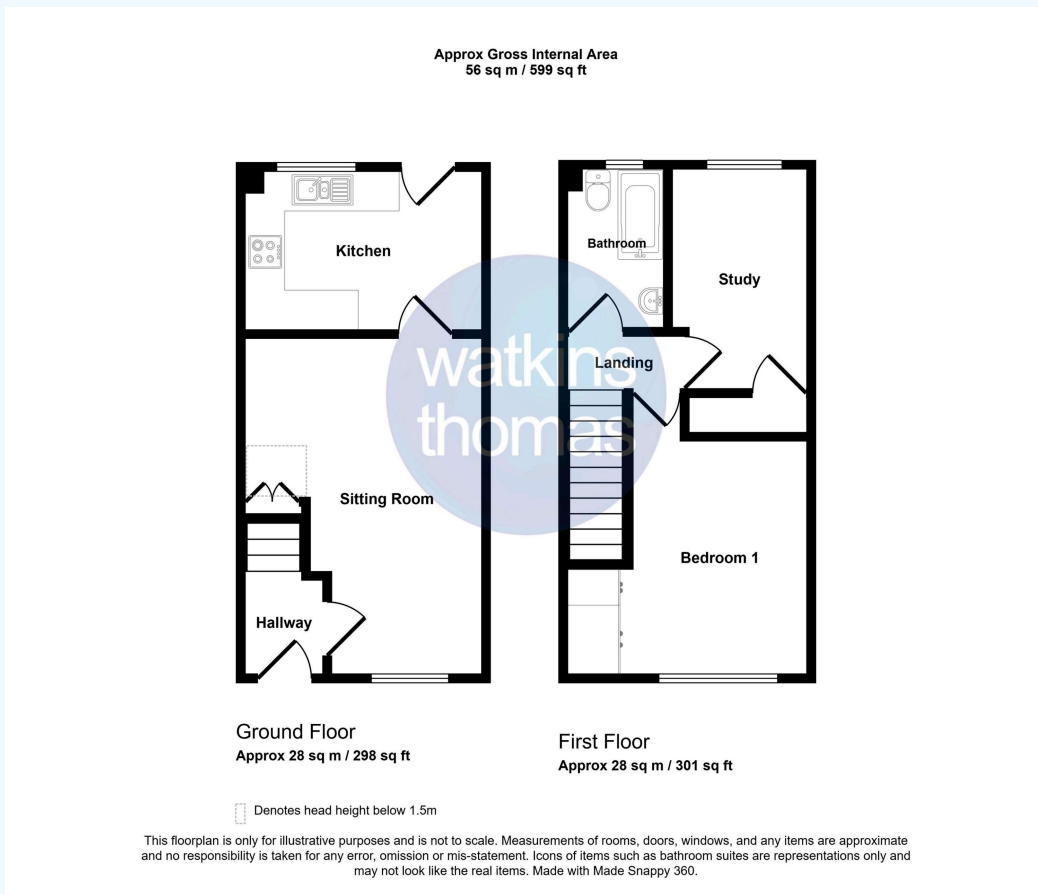 Approx Gross Internal Area
56 sq m / 599 sq ft
Kitchen
Sitting Room
Hallway
Bathroom
Study
Landing
Bedroom 1
watkins
thomas
Ground Floor
Approx 28 sq m / 298 sq ft
First Floor
Approx 28 sq m / 301 sq ft
Denotes head height below 1.5m
This floorplan is only for illustrative purposes and is not to scale. Measurements of rooms, doors, windows, and any items are approximate
and no responsibility is taken for any error, omission or mis-statement. Icons of items such as bathroom suites are representations only and
may not look like the real items. Made with Made Snappy 360.